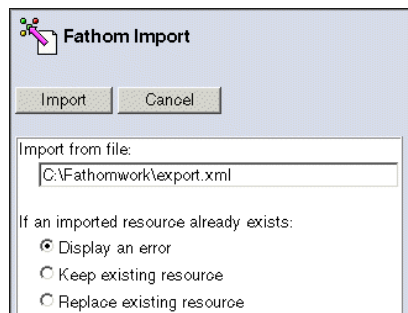 Fathom Import
Import Cancel
Import from file:
C:\Fathomwork\export.xml
If an imported resource already exists:
Display an error
Keep existing resource
Replace existing resource